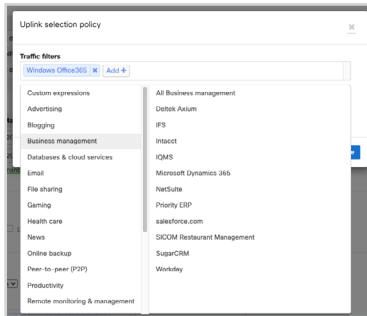 Uplink selection policy
×
Traffic filters
Windows Office365 × Add +
Custom expressions
Advertising
Blogging
Business management
Databases & cloud services
Email
File sharing
Gaming
Health care
News
Online backup
Peer-to-peer (P2P)
Productivity
Remote monitoring & management
All Business management
Deltek Axium
IFS
Intacct
IQMS
Microsoft Dynamics 365
NetSuite
Priority ERP
salesforce.com
SICOM Restaurant Management
SugarCRM
Workday